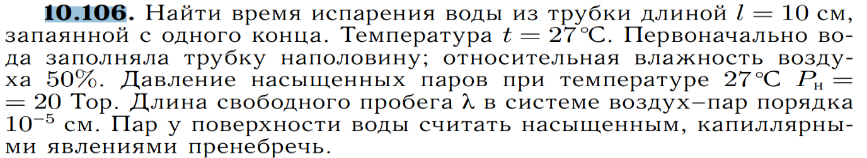 10.106. Найти время испарения воды из трубки длиной l = 10 см,
запаянной с одного конца. Температура t = 27 °C. Первоначально во-
да заполняла трубку наполовину; относительная влажность возду-
ха 50%. Давление насыщенных паров при температуре 27 °C Pн =
= 20 Тор. Длина свободного пробега λ в системе воздух–пар порядка
10⁻⁵ см. Пар у поверхности воды считать насыщенным, капиллярны-
ми явлениями пренебречь.